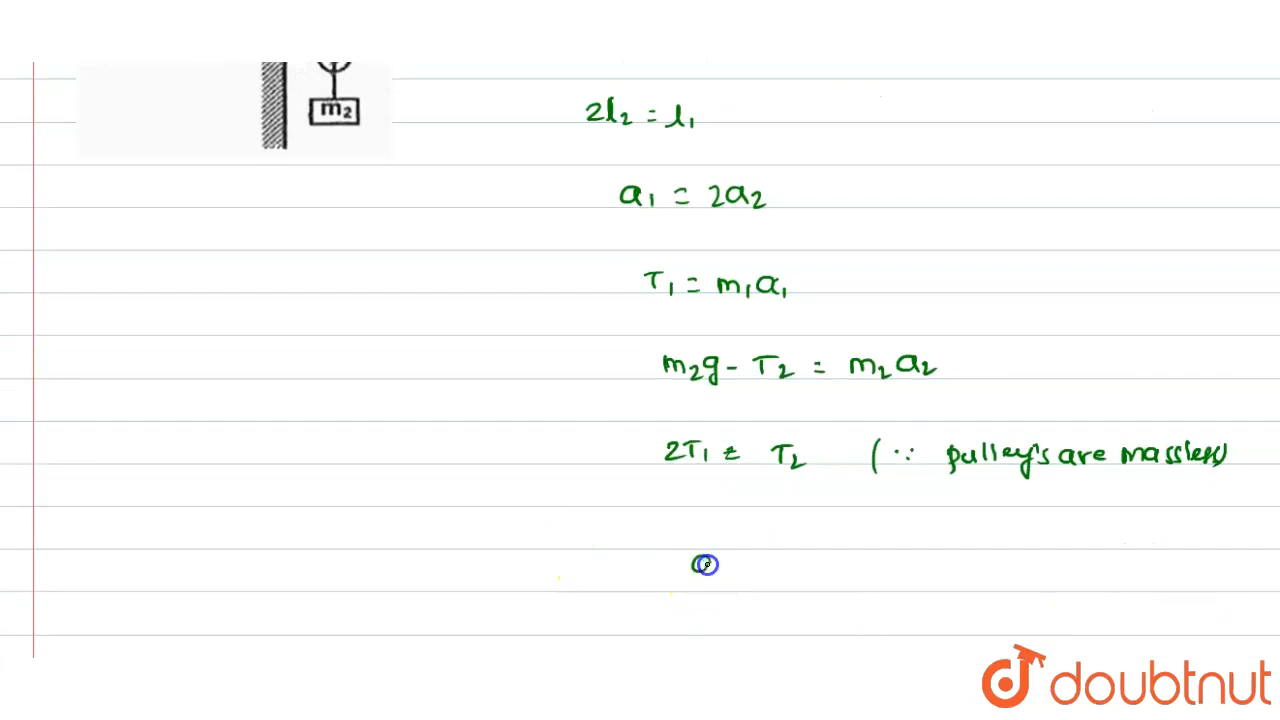 m2
2l2 = l1
a1 = 2a2
T1 = m1a1
m2g - T2 = m2a2
2T1 = T2 (∵ pulley's are massless)
doubtnut